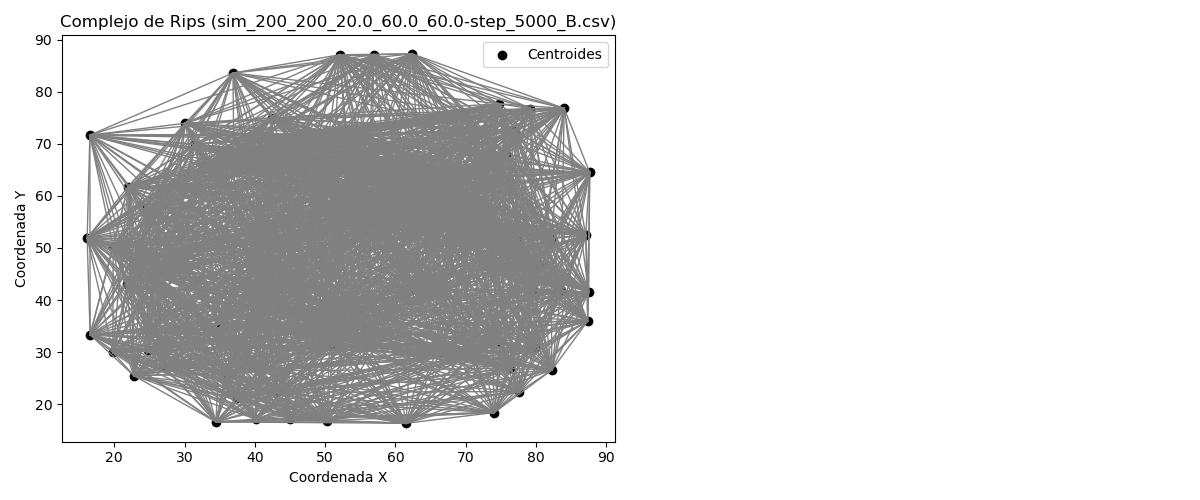 Complejo de Rips (sim_200_200_20.0_60.0_60.0-step_5000_B.csv)
90
80
70
60
50
40
30
20
Coordenada Y
Centroides
20 30 40 50 60 70 80 90
Coordenada X